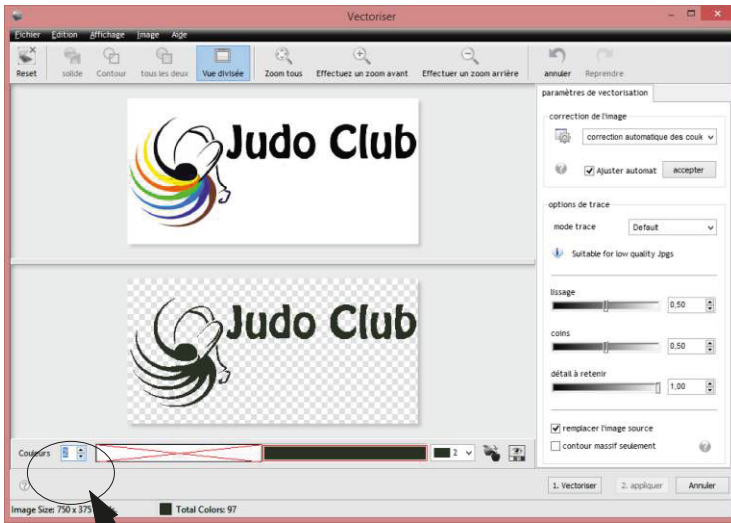 Vectoriser
Fichier Edition Affichage Image Aide
Reset solide Contour tous les deux Vue divisée Zoom tous Effectuez un zoom avant Effectuer un zoom arrière annuler Reprendre
paramètres de vectorisation
correction de l'image
correction automatique des coule
Ajuster automat accepter
Judo Club
options de trace
mode trace Default
Suitable for low quality Jpgs
lissage
0,50
Judo Club
coins
0,50
détail à retenir
1,00
remplacer l'image source
contour massif seulement
Couleurs 2 2
1. Vectoriser 2. appliquer Annuler
Image Size: 750 x 375 Total Colors: 97